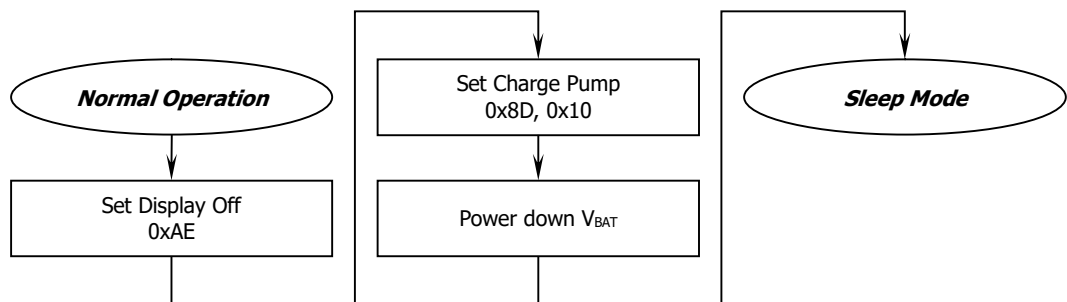 Normal Operation
Set Display Off
0xAE
Set Charge Pump
0x8D, 0x10
Power down VBAT
Sleep Mode